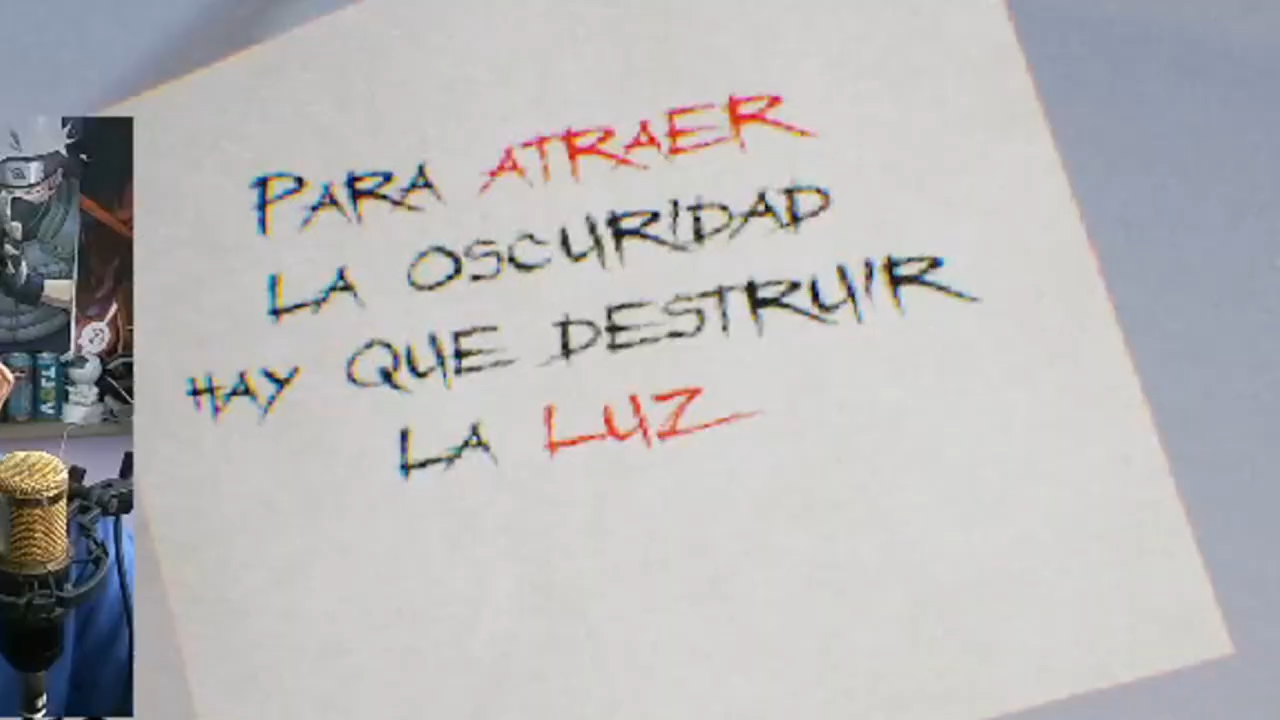 PARA ATRAER
LA OSCURIDAD
HAY QUE DESTRUIR
LA LUZ